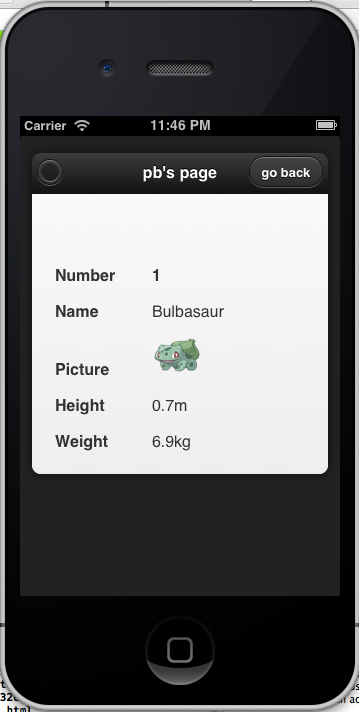 Carrier 11:46 PM
pb's page go back
Number 1
Name Bulbasaur
Picture
Height 0.7m
Weight 6.9kg
.html